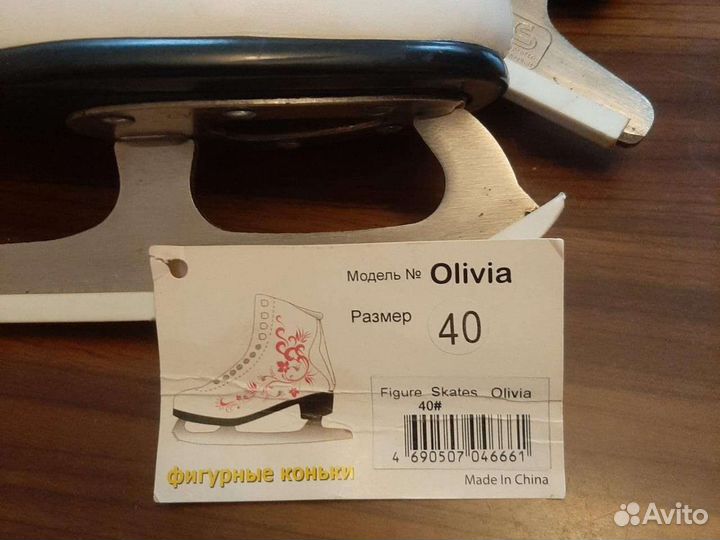 Модель № Olivia
Размер 40
Figure Skates Olivia
40#
4 690507 046661
фигурные коньки
Made In China
Avito